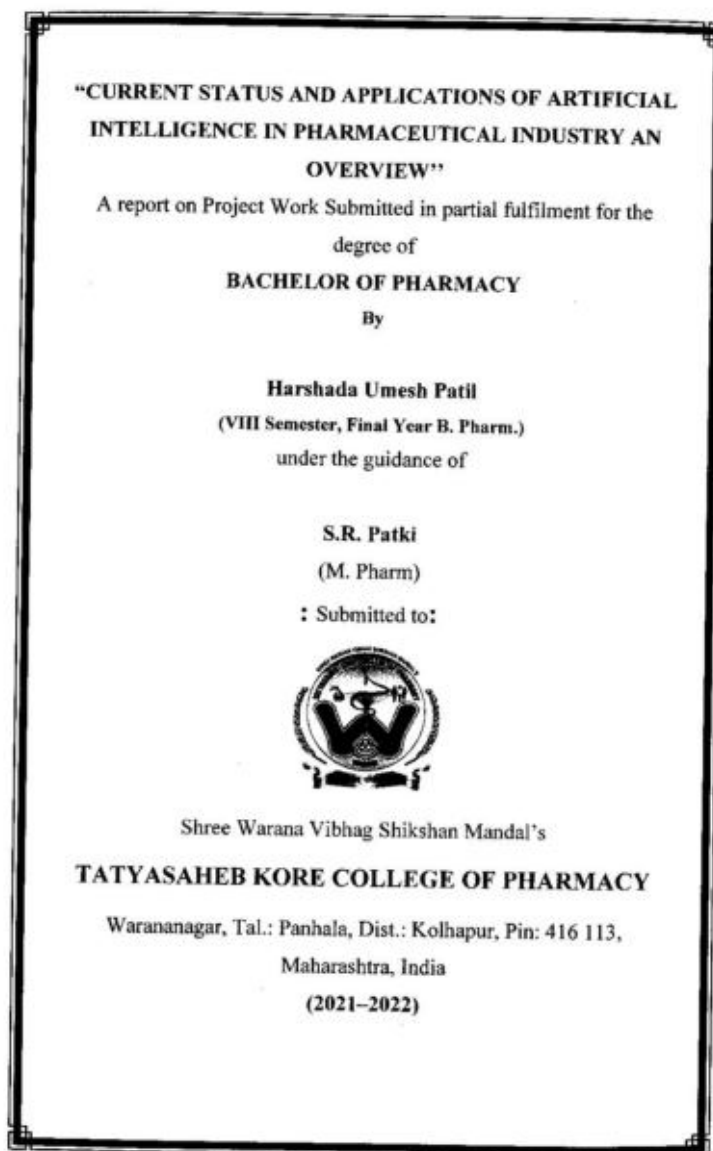 “CURRENT STATUS AND APPLICATIONS OF ARTIFICIAL
INTELLIGENCE IN PHARMACEUTICAL INDUSTRY AN
OVERVIEW’’
A report on Project Work Submitted in partial fulfilment for the
degree of
BACHELOR OF PHARMACY
By
Harshada Umesh Patil
(VIII Semester, Final Year B. Pharm.)
under the guidance of
S.R. Patki
(M. Pharm)
: Submitted to:
Shree Warana Vibhag Shikshan Mandal’s
TATYASAHEB KORE COLLEGE OF PHARMACY
Warananagar, Tal.: Panhala, Dist.: Kolhapur, Pin: 416 113,
Maharashtra, India
(2021–2022)